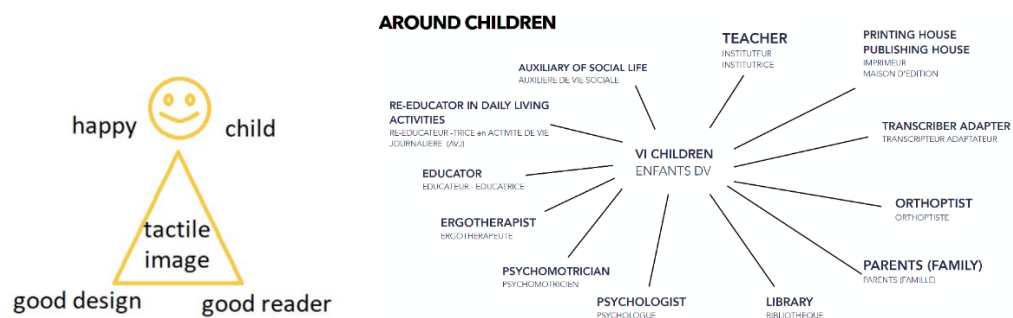 happy child
tactile
image
good design good reader
AROUND CHILDREN
TEACHER
INSTITUTEUR
INSTITUTRICE
PRINTING HOUSE
PUBLISHING HOUSE
IMPRIMEUR
MAISON D'EDITION
AUXILIARY OF SOCIAL LIFE
AUXILIERE DE VIE SOCIALE
RE-EDUCATOR IN DAILY LIVING
ACTIVITIES
RE-EDUCATEUR -TRICE en ACTIVITE DE VIE
JOURNALIERE (AVJ)
TRANSCRIBER ADAPTER
TRANSCRIPTEUR ADAPTATEUR
VI CHILDREN
ENFANTS DV
EDUCATOR
EDUCATEUR - EDUCATRICE
ORTHOPTIST
ORTHOPTISTE
ERGOTHERAPIST
ERGOTHERAPEUTE
PARENTS (FAMILY)
PARENTS (FAMILLE)
PSYCHOMOTRICIAN
PSYCHOMOTRICIEN
PSYCHOLOGIST
PSYCHOLOGUE
LIBRARY
BIBLIOTHEQUE